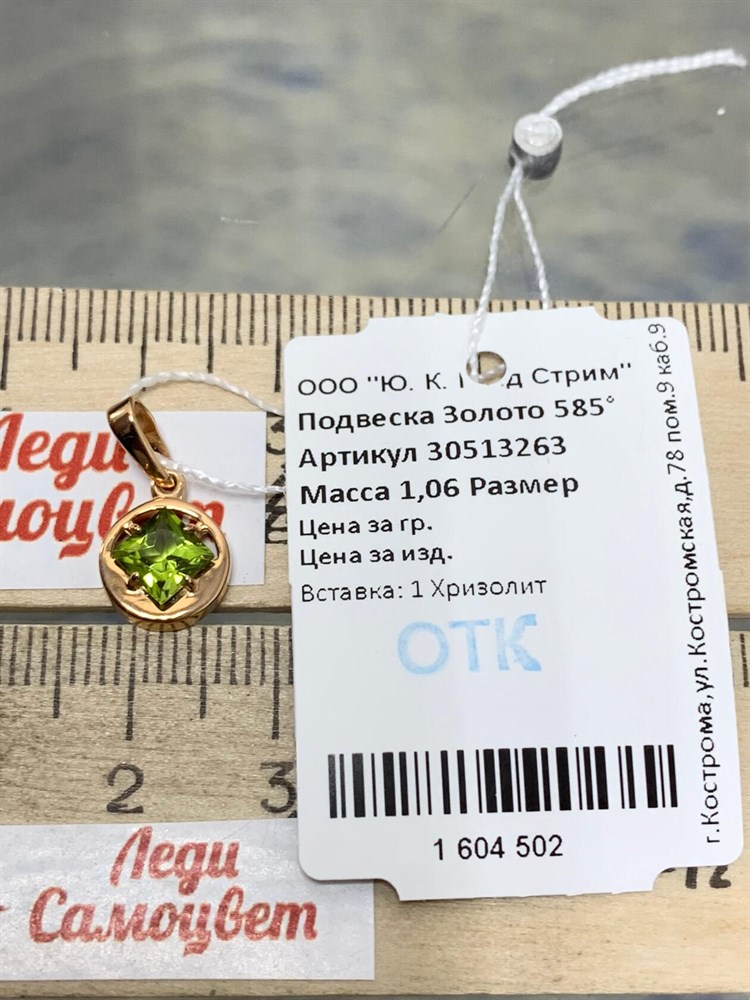 ООО "Ю. К. Стрим"
Подвеска Золото 585°
Артикул 30513263
Масса 1,06 Размер
Цена за гр.
Цена за изд.
Вставка: 1 Хризолит
ОТК
1 604 502
г.Кострома,ул.Костромская,д.78 пом.9 каб.9
Леди
2 3
Леди
Самоцвет